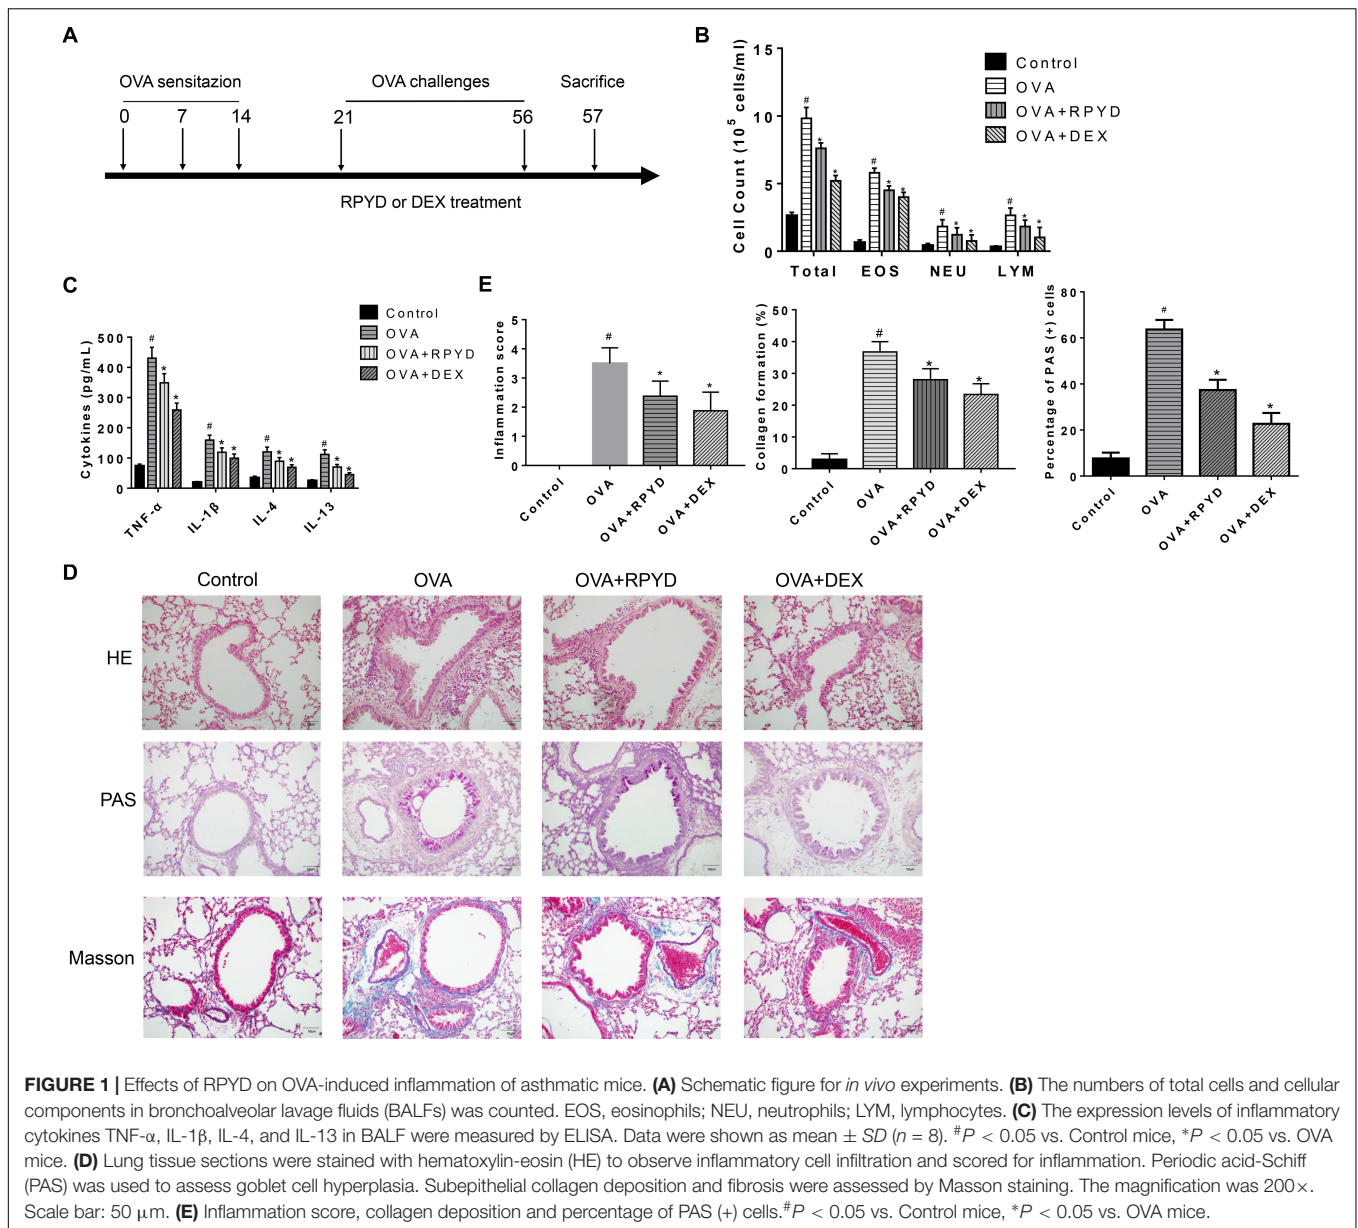 A
OVA sensitazion
OVA challenges
Sacrifice
0
7
14
21
56
57
RPYD or DEX treatment
B
Cell Count (10⁵ cells/ml)
15
10
5
0
Control
OVA
OVA+RPYD
OVA+DEX
#
*
*
#
*
*
#
*
*
#
*
*
Total
EOS
NEU
LYM
C
Cytokines (pg/mL)
500
400
300
200
100
0
Control
OVA
OVA+RPYD
OVA+DEX
#
*
*
#
*
*
#
*
*
#
*
*
TNF-α
IL-1β
IL-4
IL-13
E
Inflammation score
5
4
3
2
1
0
#
*
*
Control
OVA
OVA+RPYD
OVA+DEX
Collagen formation (%)
50
40
30
20
10
0
#
*
*
Control
OVA
OVA+RPYD
OVA+DEX
Percentage of PAS (+) cells
80
60
40
20
0
#
*
*
Control
OVA
OVA+RPYD
OVA+DEX
D
Control
OVA
OVA+RPYD
OVA+DEX
HE
PAS
Masson
FIGURE 1 | Effects of RPYD on OVA-induced inflammation of asthmatic mice. (A) Schematic figure for in vivo experiments. (B) The numbers of total cells and cellular
components in bronchoalveolar lavage fluids (BALFs) was counted. EOS, eosinophils; NEU, neutrophils; LYM, lymphocytes. (C) The expression levels of inflammatory
cytokines TNF-α, IL-1β, IL-4, and IL-13 in BALF were measured by ELISA. Data were shown as mean ± SD (n = 8). #P < 0.05 vs. Control mice, *P < 0.05 vs. OVA
mice. (D) Lung tissue sections were stained with hematoxylin-eosin (HE) to observe inflammatory cell infiltration and scored for inflammation. Periodic acid-Schiff
(PAS) was used to assess goblet cell hyperplasia. Subepithelial collagen deposition and fibrosis were assessed by Masson staining. The magnification was 200×.
Scale bar: 50 μm. (E) Inflammation score, collagen deposition and percentage of PAS (+) cells.#P < 0.05 vs. Control mice, *P < 0.05 vs. OVA mice.